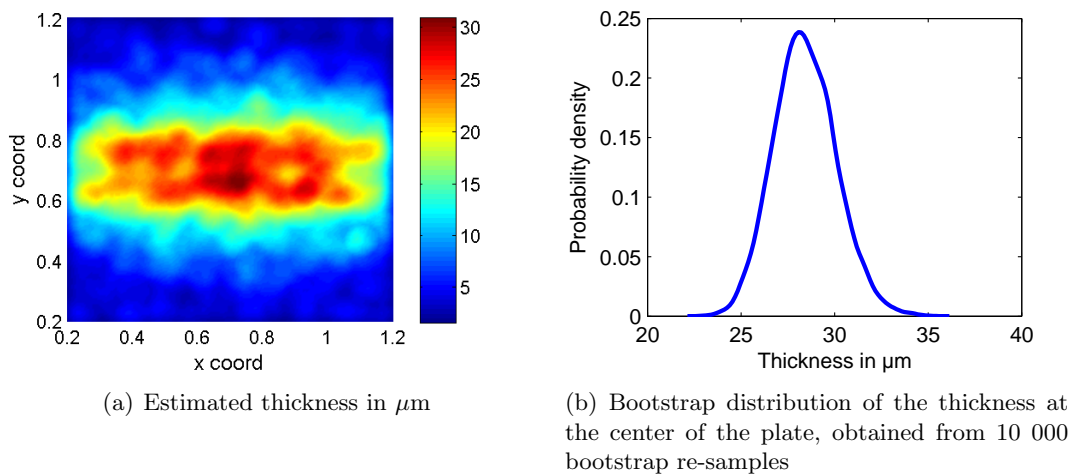 1.2
1
0.8
0.6
0.4
0.2
y coord
0.2 0.4 0.6 0.8 1 1.2
x coord
30
25
20
15
10
5
(a) Estimated thickness in μm
0.25
0.2
0.15
0.1
0.05
0
Probability density
20 25 30 35 40
Thickness in μm
(b) Bootstrap distribution of the thickness at
the center of the plate, obtained from 10 000
bootstrap re-samples